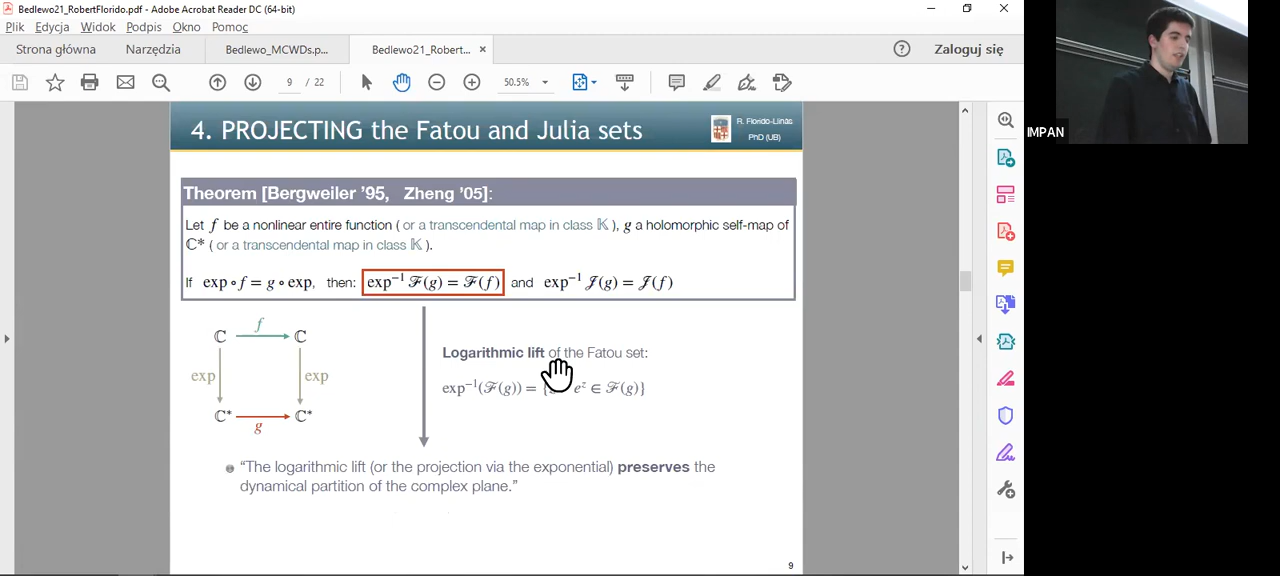 Bedlewo21_RobertFlorido.pdf - Adobe Acrobat Reader DC (64-bit)
Plik Edycja Widok Podpis Okno Pomoc
Strona główna Narzędzia Bedlewo_MCWDs.p... Bedlewo21_Robert... Zaloguj się
9 / 22 50.5%
IMPAN
4. PROJECTING the Fatou and Julia sets
R. Florido-Llinàs
PhD (UB)
Theorem [Bergweiler '95, Zheng '05]:
Let f be a nonlinear entire function ( or a transcendental map in class 𝕂 ), g a holomorphic self-map of
ℂ* ( or a transcendental map in class 𝕂 ).
If exp ∘ f = g ∘ exp, then: exp⁻¹ ℱ(g) = ℱ(f) and exp⁻¹ 𝒥(g) = 𝒥(f)
ℂ f ℂ
exp exp
ℂ* g ℂ*
Logarithmic lift of the Fatou set:
exp⁻¹(ℱ(g)) = { eᶻ ∈ ℱ(g)}
"The logarithmic lift (or the projection via the exponential) preserves the
dynamical partition of the complex plane."
9